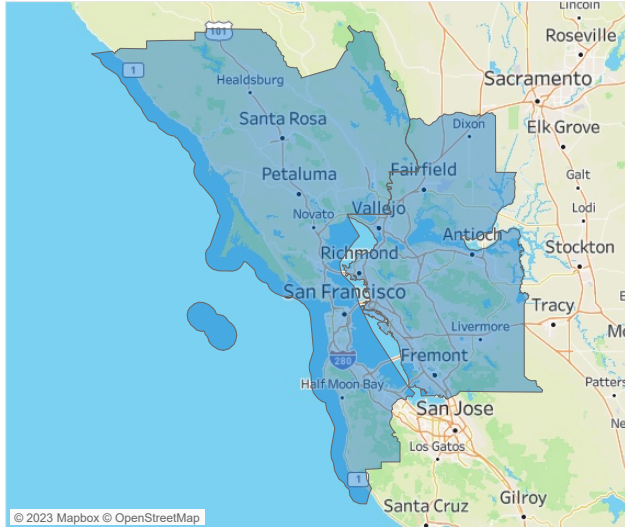 Lincoln
101
Roseville
1
Healdsburg
Sacramento
Santa Rosa
Dixon
Elk Grove
Fairfield
Petaluma
Galt
Vallejo
Novato
Lodi
Antioch
Stockton
Richmond
San Francisco
Tracy
Livermore
280
Fremont
Half Moon Bay
Patters
San Jose
Los Gatos
1
Gilroy
Santa Cruz
© 2023 Mapbox © OpenStreetMap